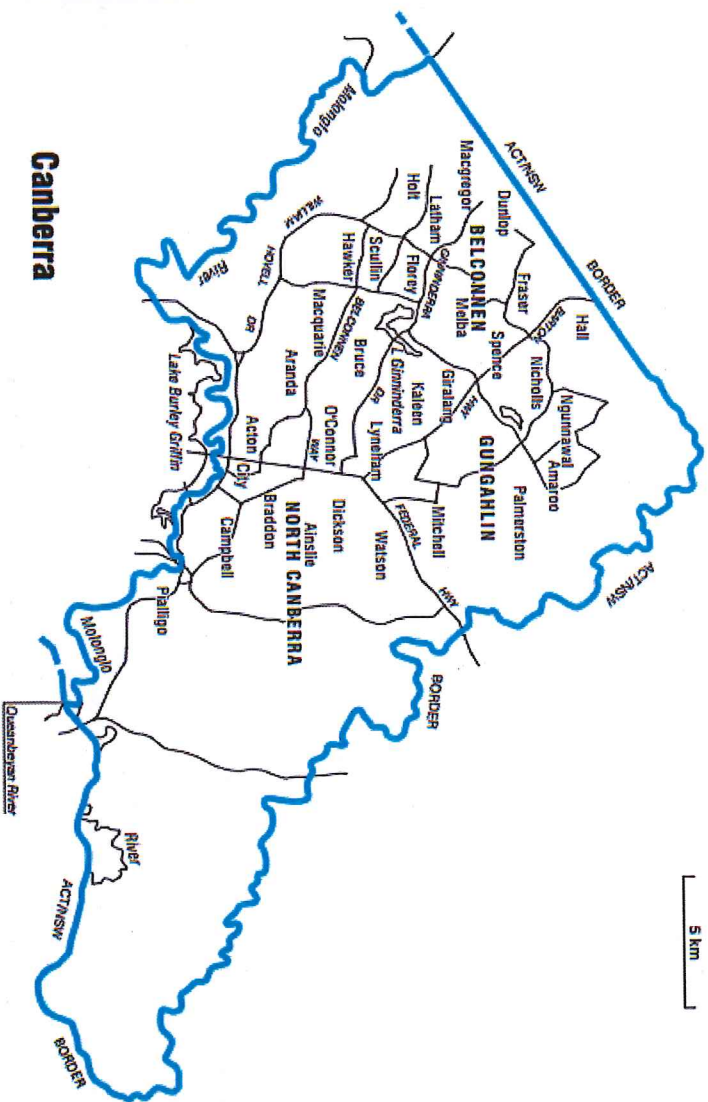 5 km
ACT/NSW
BORDER
Hall
BARTON
HWY
Ngunnawal
Amaroo
Nicholls
Dunlop
Fraser
Spence
GUNGAHLIN
Palmerston
ACT/NSW
BORDER
BELCONNEN
Melba
Giralang
Mitchell
Macgregor
GINNINDERRA
DR
Kaleen
FEDERAL
HWY
Latham
Florey
L Ginninderra
Lyneham
Watson
Holt
Scullin
Bruce
O'Connor
Dickson
Hawker
BELCONNEN
WAY
Ainslie
NORTH CANBERRA
Macquarie
Aranda
Braddon
WILLIAM
HOVELL
DR
Acton
City
Campbell
Molonglo
River
Lake Burley Griffin
Pialligo
Molonglo
River
Queanbeyan River
ACT/NSW
BORDER
Canberra